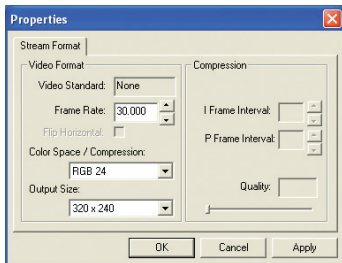 Properties
Stream Format
Video Format
Video Standard: None
Frame Rate: 30.000
Flip Horizontal:
Color Space / Compression:
RGB 24
Output Size:
320 x 240
Compression
I Frame Interval:
P Frame Interval:
Quality:
OK Cancel Apply